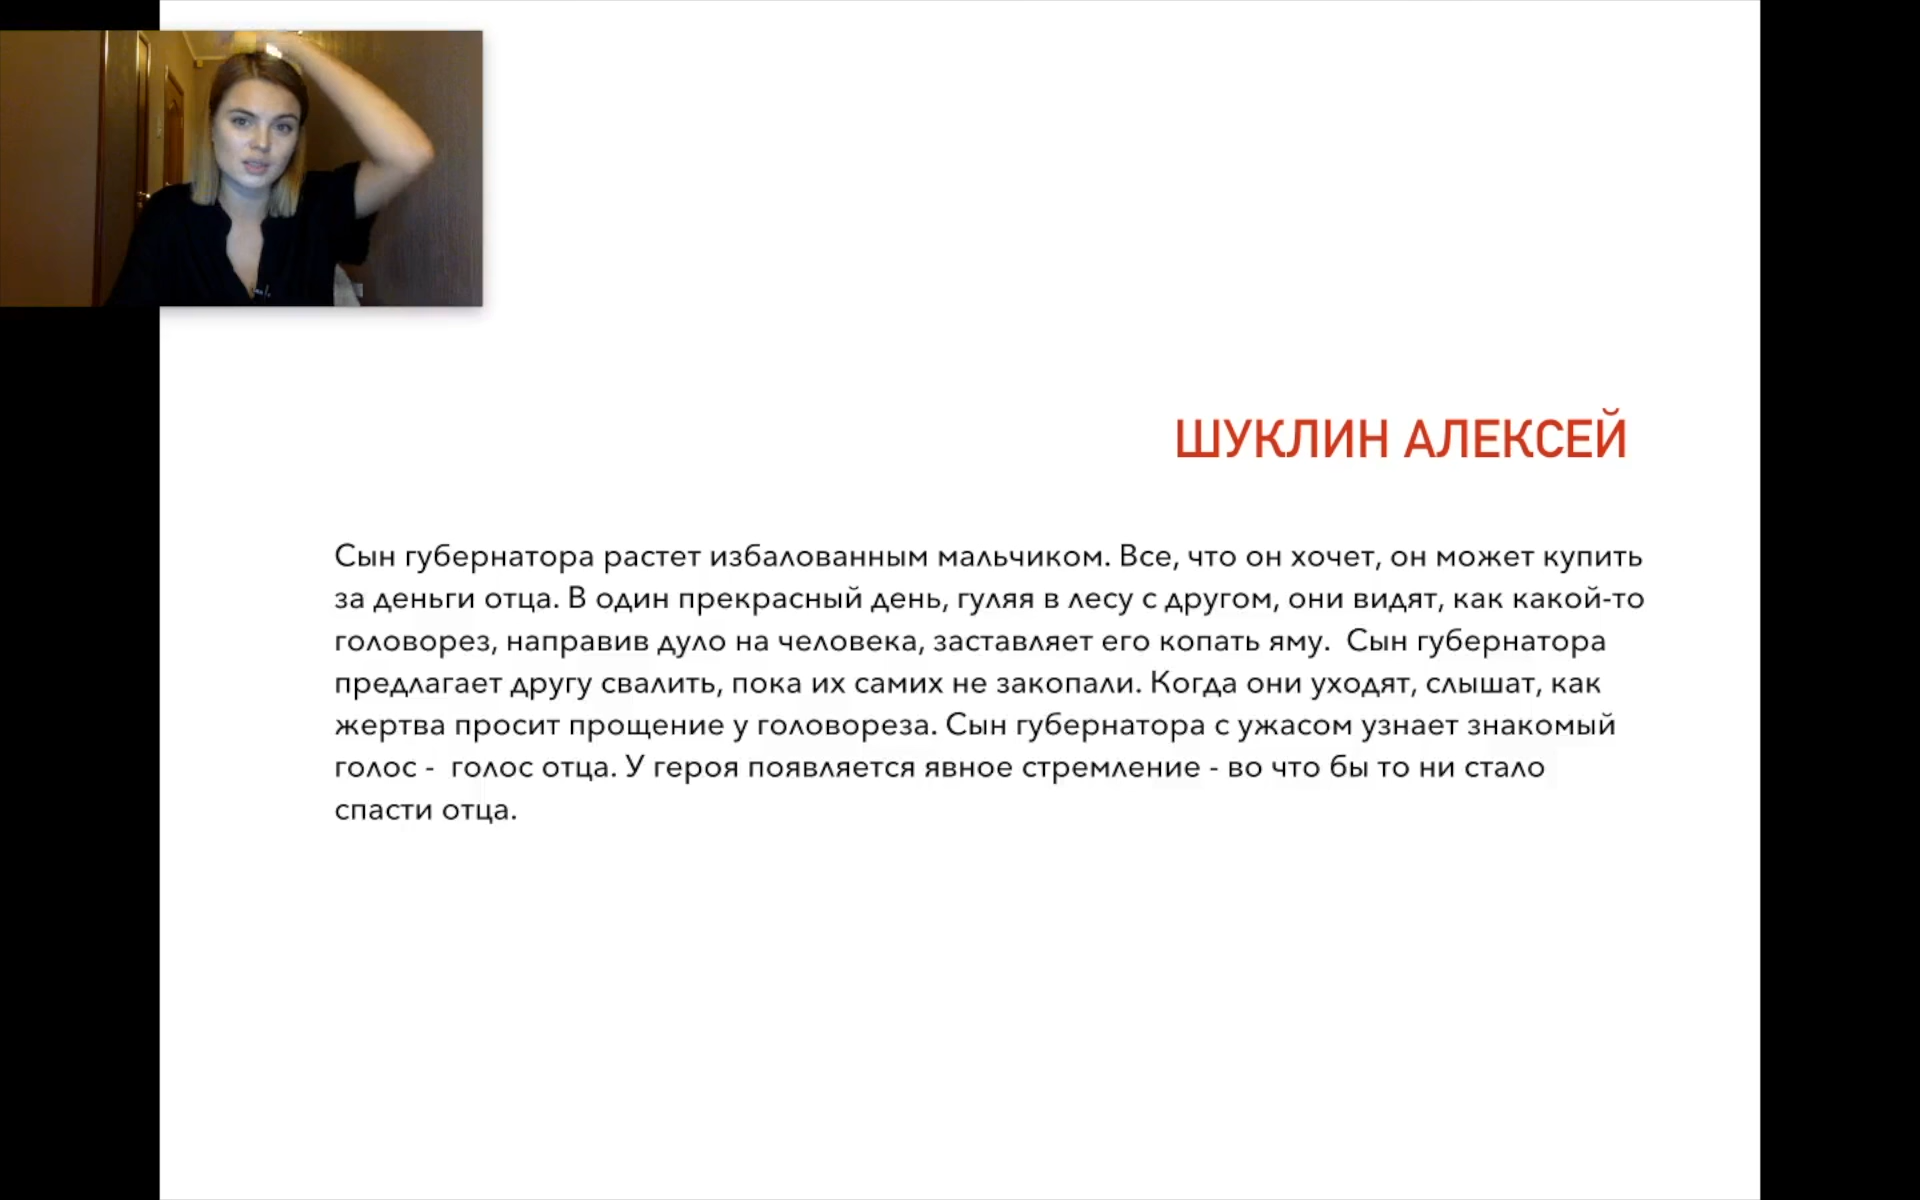 ШУКЛИН АЛЕКСЕЙ
Сын губернатора растет избалованным мальчиком. Все, что он хочет, он может купить
за деньги отца. В один прекрасный день, гуляя в лесу с другом, они видят, как какой-то
головорез, направив дуло на человека, заставляет его копать яму.  Сын губернатора
предлагает другу свалить, пока их самих не закопали. Когда они уходят, слышат, как
жертва просит прощение у головореза. Сын губернатора с ужасом узнает знакомый
голос -  голос отца. У героя появляется явное стремление - во что бы то ни стало
спасти отца.